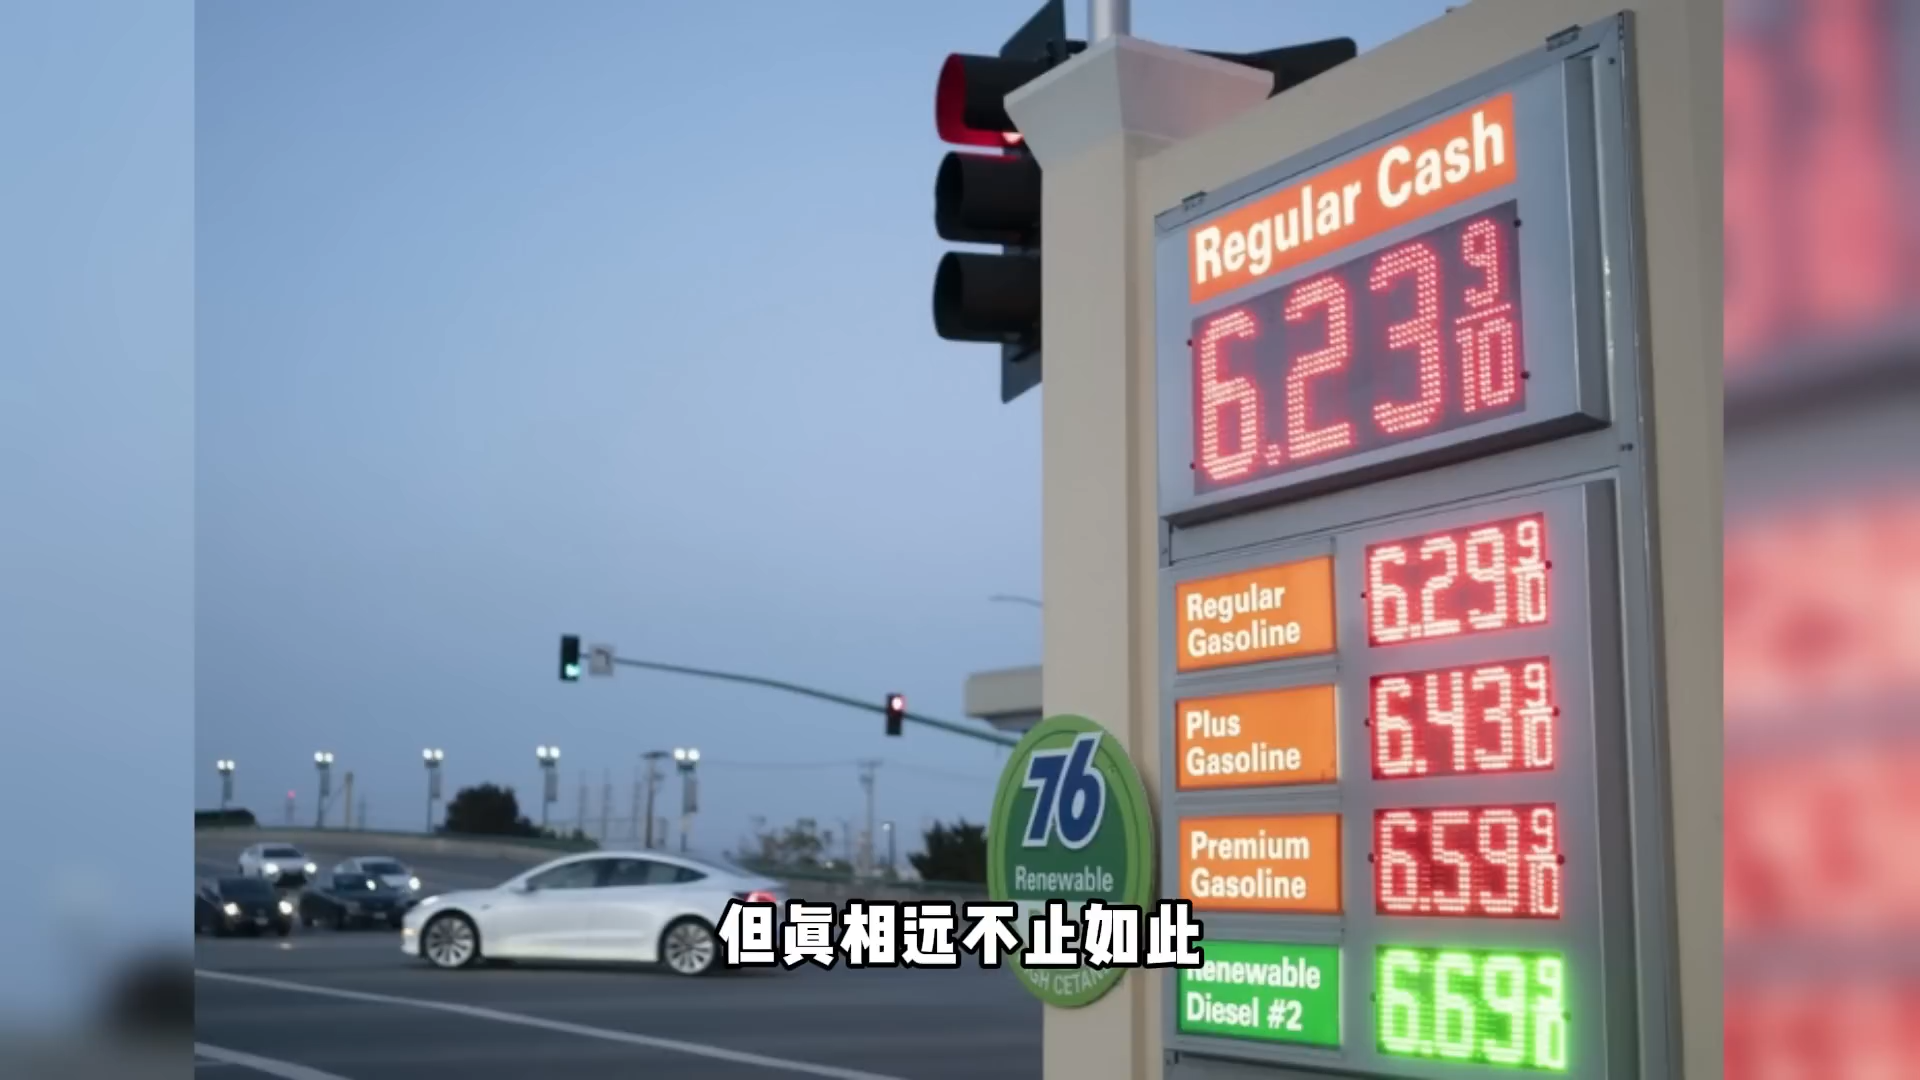 Regular Cash
6.23 9/10
Regular
Gasoline
6.29 9/10
Plus
Gasoline
6.43 9/10
Premium
Gasoline
6.59 9/10
Renewable
Diesel #2
6.69 9/10
76
Renewable
但真相远不止如此